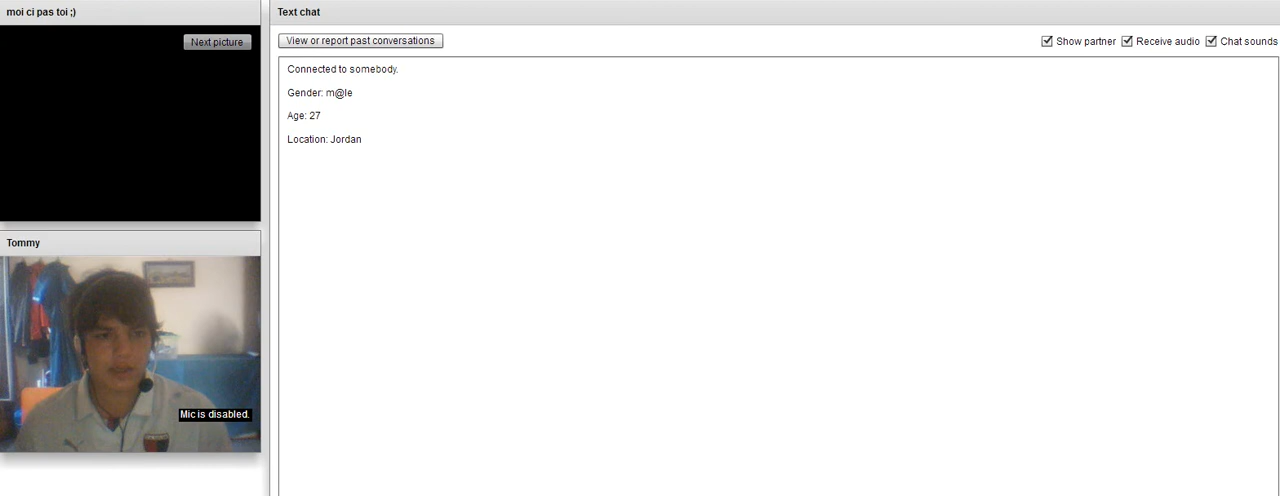 moi ci pas toi ;)
Next picture
Tommy
Mic is disabled.
Text chat
View or report past conversations
Show partner
Receive audio
Chat sounds
Connected to somebody.
Gender: m@le
Age: 27
Location: Jordan